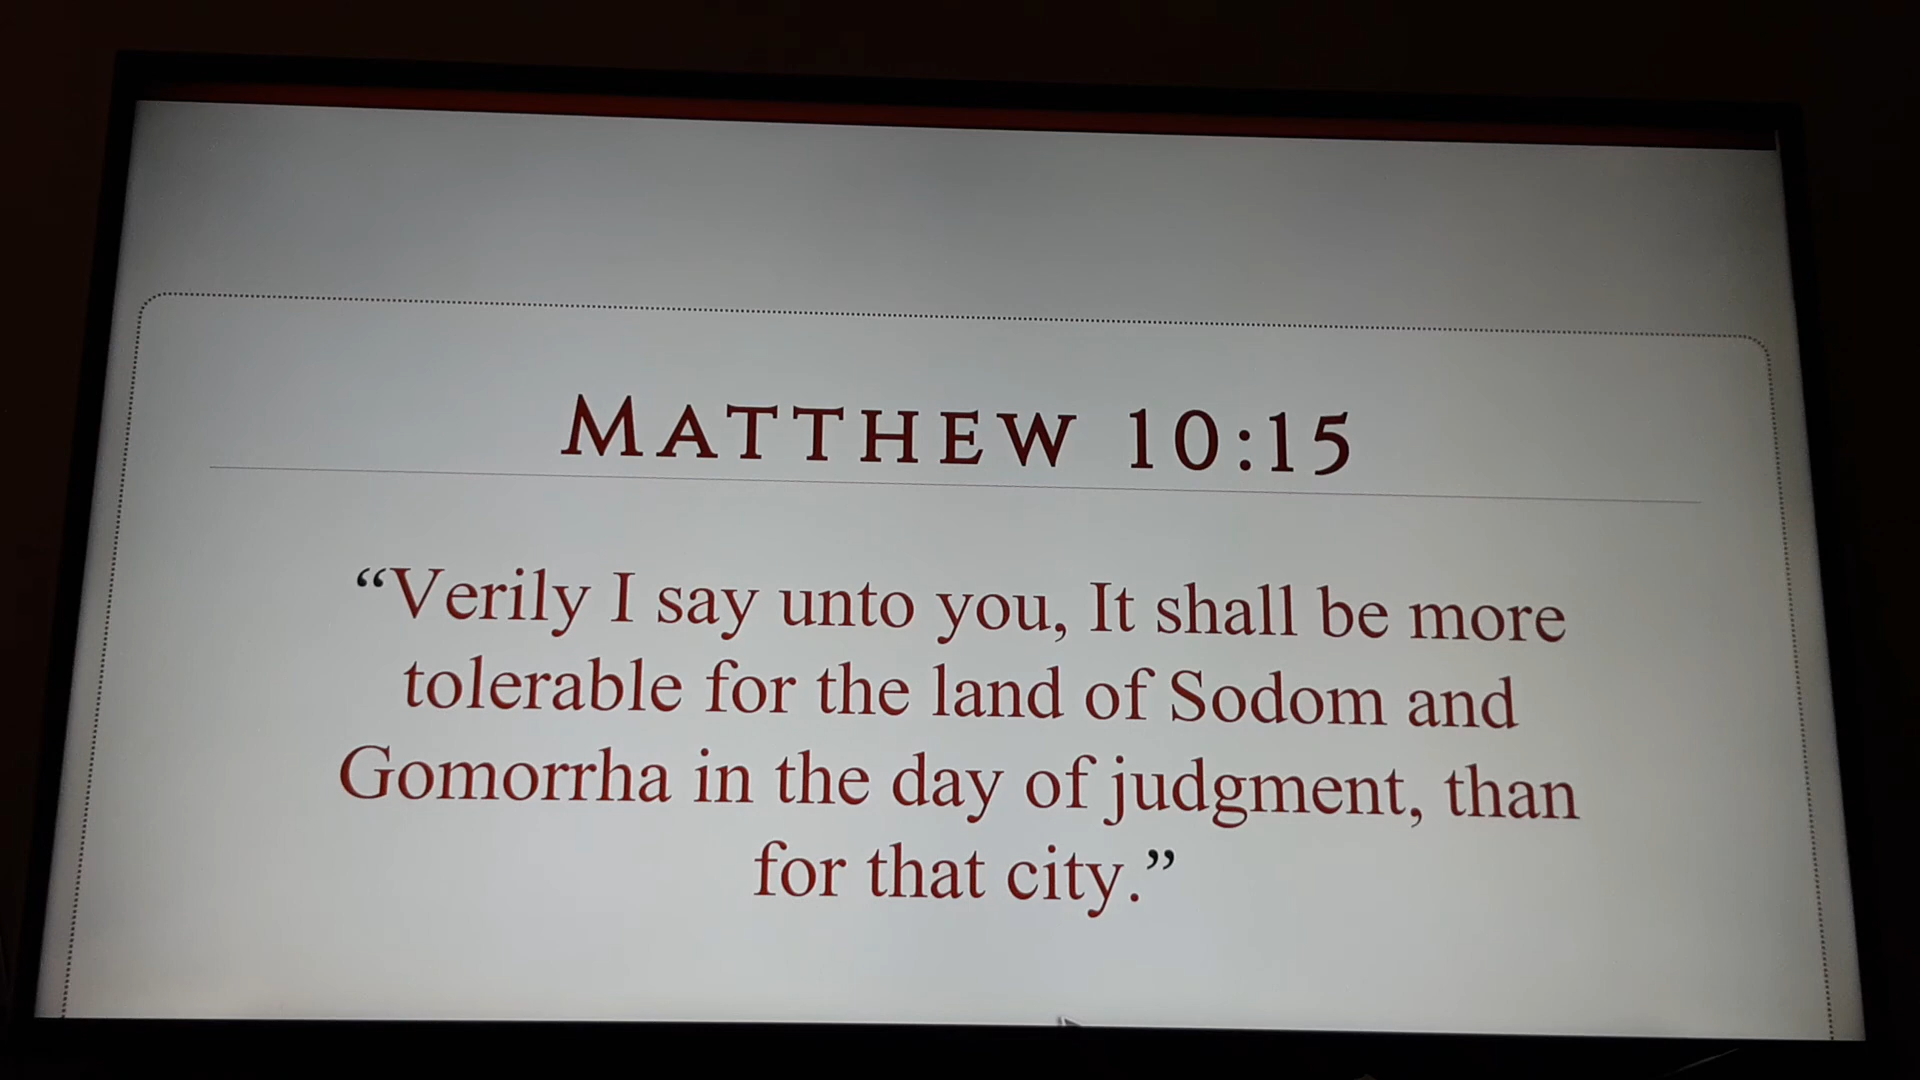 MATTHEW 10:15
“Verily I say unto you, It shall be more
tolerable for the land of Sodom and
Gomorrha in the day of judgment, than
for that city.”